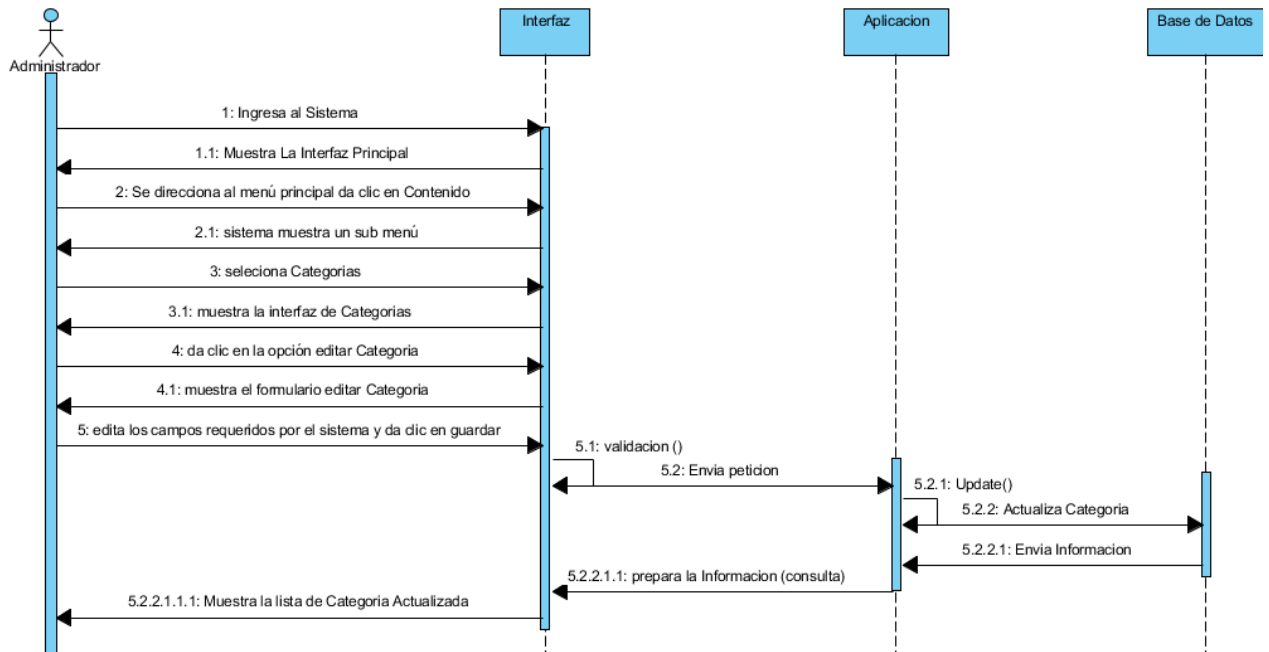 Interfaz
Aplicacion
Base de Datos
Administrador
1: Ingresa al Sistema
1.1: Muestra La Interfaz Principal
2: Se direcciona al menú principal da clic en Contenido
2.1: sistema muestra un sub menú
3: seleciona Categorias
3.1: muestra la interfaz de Categorias
4: da clic en la opción editar Categoria
4.1: muestra el formulario editar Categoria
5: edita los campos requeridos por el sistema y da clic en guardar
5.1: validacion ()
5.2: Envia peticion
5.2.1: Update()
5.2.2: Actualiza Categoria
5.2.2.1: Envia Informacion
5.2.2.1.1: prepara la Informacion (consulta)
5.2.2.1.1.1: Muestra la lista de Categoria Actualizada